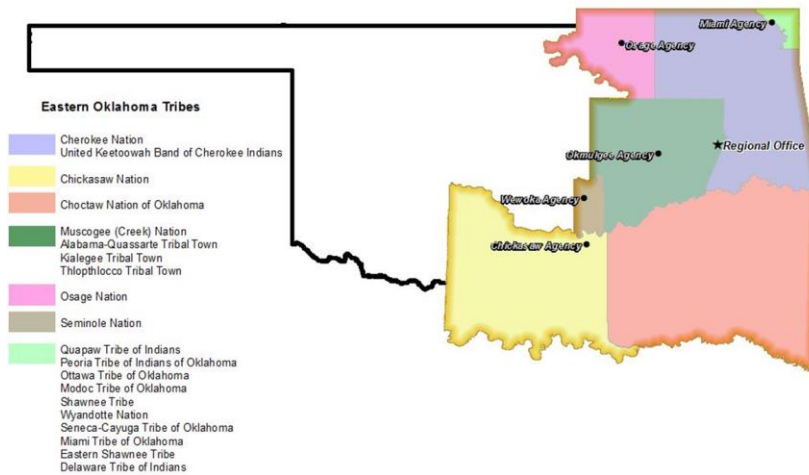 Miami Agency
Osage Agency
Eastern Oklahoma Tribes
Cherokee Nation
United Keetoowah Band of Cherokee Indians
Regional Office
Okmulgee Agency
Chickasaw Nation
Choctaw Nation of Oklahoma
Wewoka Agency
Muscogee (Creek) Nation
Alabama-Quassarte Tribal Town
Kialegee Tribal Town
Thlopthlocco Tribal Town
Chickasaw Agency
Osage Nation
Seminole Nation
Quapaw Tribe of Indians
Peoria Tribe of Indians of Oklahoma
Ottawa Tribe of Oklahoma
Modoc Tribe of Oklahoma
Shawnee Tribe
Wyandotte Nation
Seneca-Cayuga Tribe of Oklahoma
Miami Tribe of Oklahoma
Eastern Shawnee Tribe
Delaware Tribe of Indians